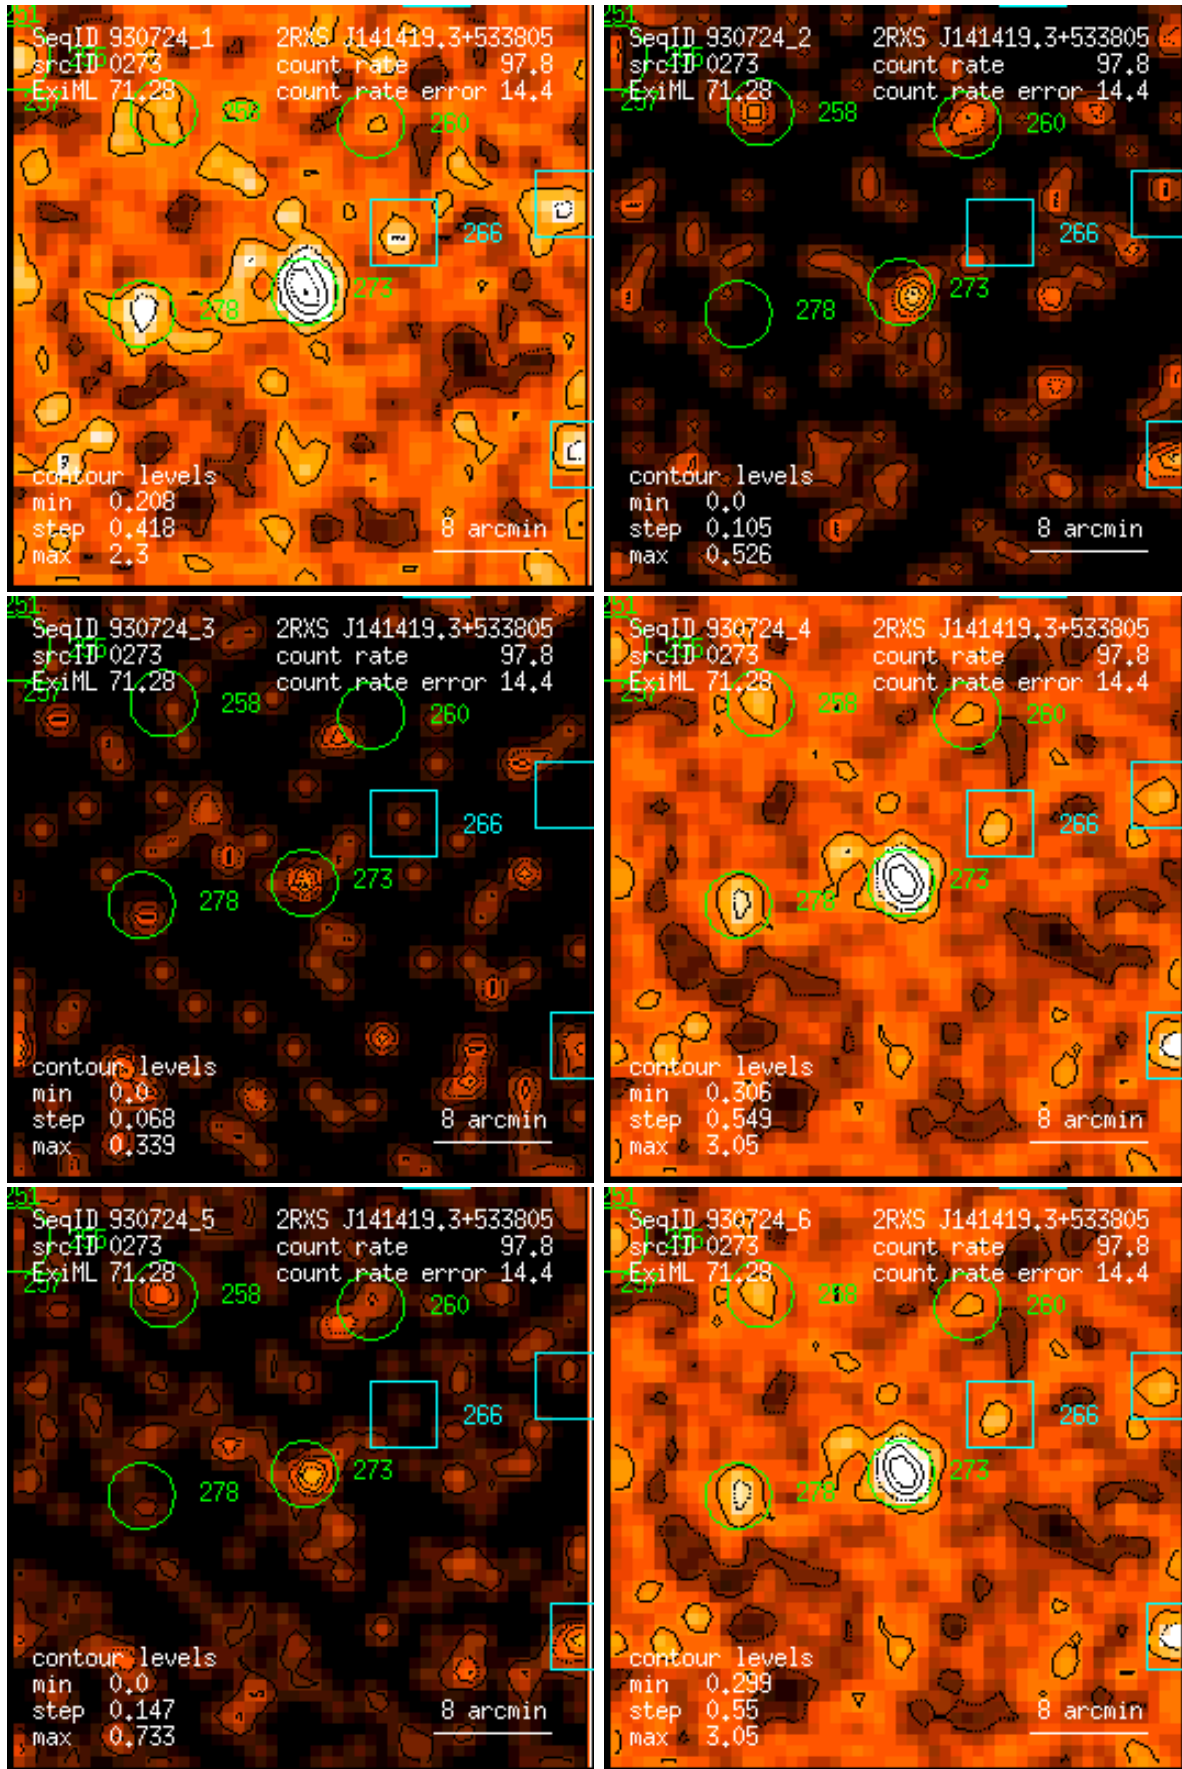 251
SeqID 930724_1 2RXS J141419.3+533805
srcID 0273 count rate 97.8
ExiML 71.28 count rate error 14.4
257
258
260
266
273
278
contour levels
min 0.208
step 0.418
max 2.3
8 arcmin
251
SeqID 930724_2 2RXS J141419.3+533805
srcID 0273 count rate 97.8
ExiML 71.28 count rate error 14.4
257
258
260
266
273
278
contour levels
min 0.0
step 0.105
max 0.526
8 arcmin
251
SeqID 930724_3 2RXS J141419.3+533805
srcID 0273 count rate 97.8
ExiML 71.28 count rate error 14.4
257
258
260
266
273
278
contour levels
min 0.0
step 0.068
max 0.339
8 arcmin
251
SeqID 930724_4 2RXS J141419.3+533805
srcID 0273 count rate 97.8
ExiML 71.28 count rate error 14.4
257
258
260
266
273
278
contour levels
min 0.306
step 0.549
max 3.05
8 arcmin
251
SeqID 930724_5 2RXS J141419.3+533805
srcID 0273 count rate 97.8
ExiML 71.28 count rate error 14.4
257
258
260
266
273
278
contour levels
min 0.0
step 0.147
max 0.733
8 arcmin
251
SeqID 930724_6 2RXS J141419.3+533805
srcID 0273 count rate 97.8
ExiML 71.28 count rate error 14.4
257
258
260
266
273
278
contour levels
min 0.299
step 0.55
max 3.05
8 arcmin